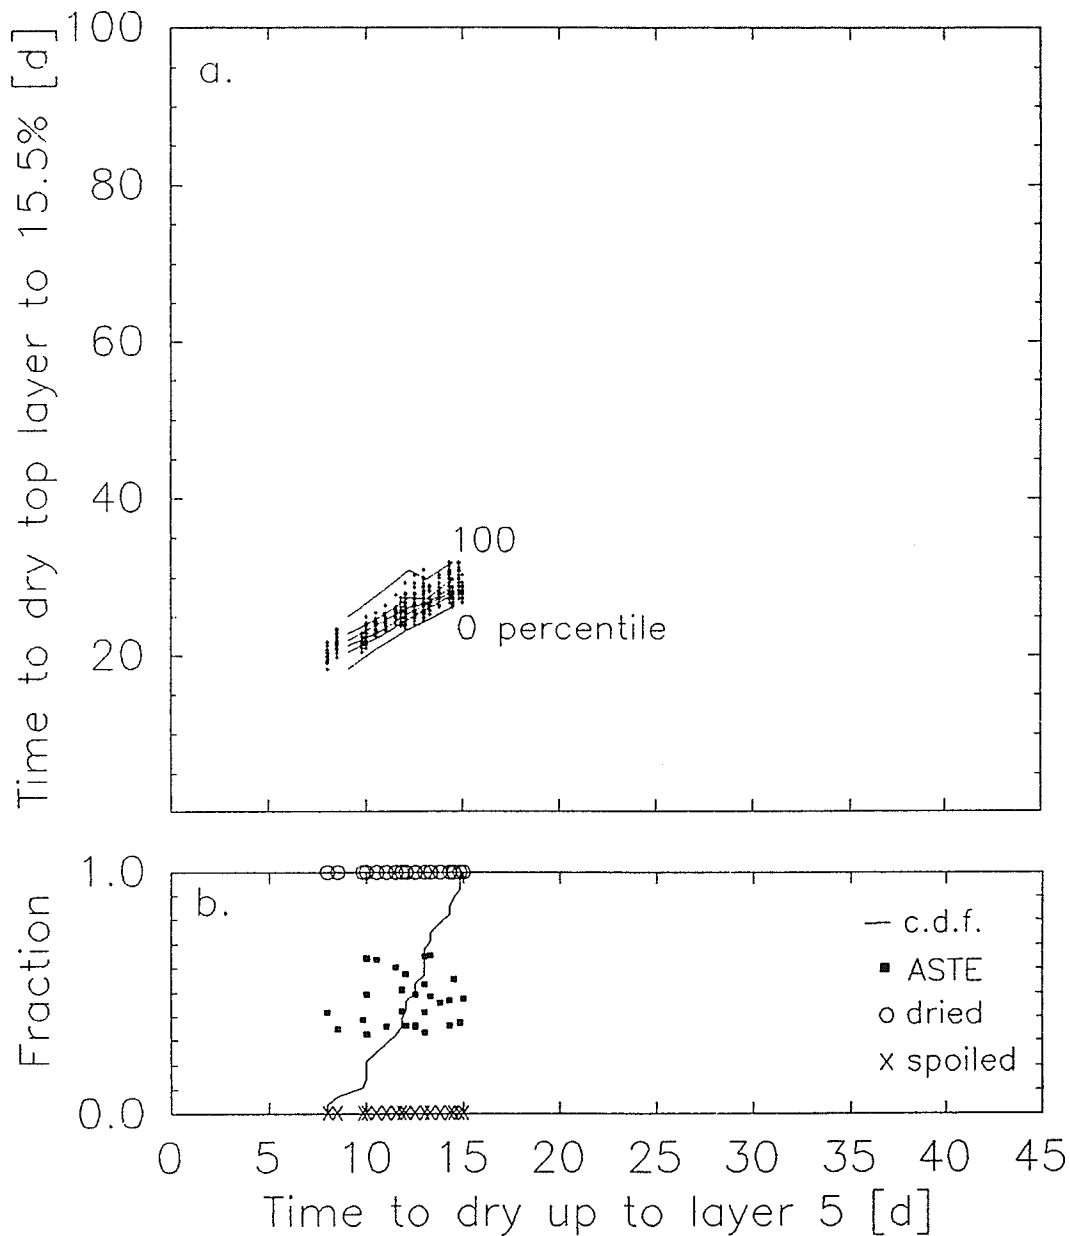 Time to dry top layer to 15.5% [d]
100
80
60
40
20
a.
100
0 percentile
Fraction
1.0
0.0
b.
c.d.f.
ASTE
dried
spoiled
0 5 10 15 20 25 30 35 40 45
Time to dry up to layer 5 [d]